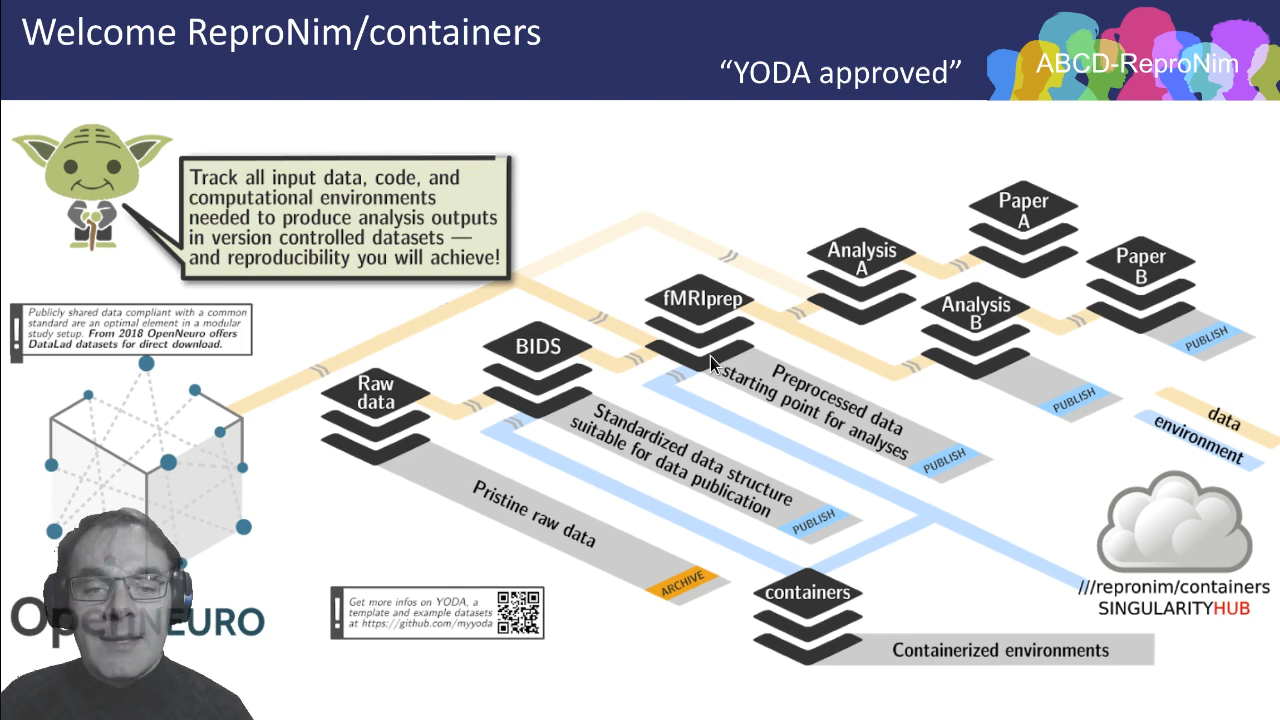 Welcome ReproNim/containers
“YODA approved”
ABCD-ReproNim
Track all input data, code, and
computational environments
needed to produce analysis outputs
in version controlled datasets —
and reproducibility you will achieve!
Publicly shared data compliant with a common
standard are an optimal element in a modular
study setup. From 2018 OpenNeuro offers
DataLad datasets for direct download.
Paper
A
Analysis
A
Paper
B
PUBLISH
fMRIprep
Analysis
B
PUBLISH
BIDS
Preprocessed data
starting point for analyses
PUBLISH
Raw
data
Standardized data structure
suitable for data publication
PUBLISH
Pristine raw data
ARCHIVE
data
environment
///repronim/containers
SINGULARITYHUB
containers
Containerized environments
Get more infos on YODA, a
template and example datasets
at https://github.com/myyoda